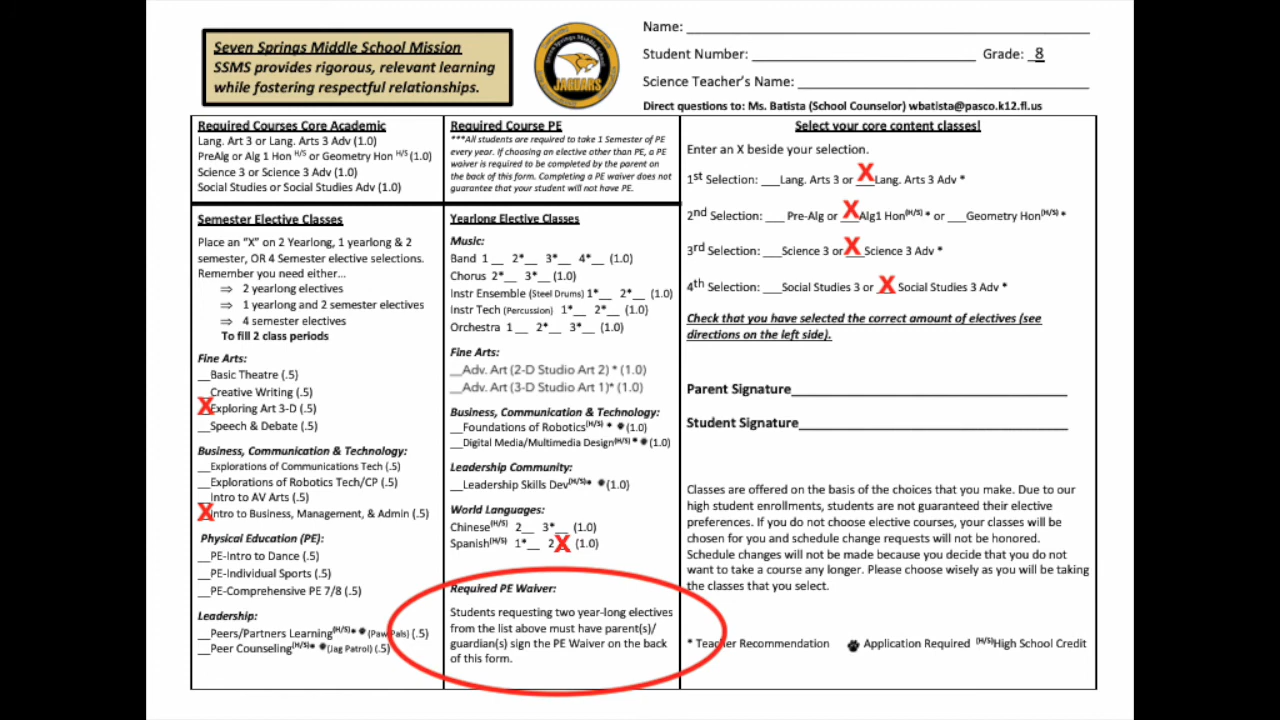 Seven Springs Middle School Mission
SSMS provides rigorous, relevant learning
while fostering respectful relationships.
JAGUARS
Name: ___
Student Number: ___ Grade: _8
Science Teacher's Name: ___
Direct questions to: Ms. Batista (School Counselor) wbatista@pasco.k12.fl.us
Required Courses Core Academic
Lang. Art 3 or Lang. Arts 3 Adv (1.0)
PreAlg or Alg 1 Hon H/S or Geometry Hon H/S (1.0)
Science 3 or Science 3 Adv (1.0)
Social Studies or Social Studies Adv (1.0)
Semester Elective Classes
Place an "X" on 2 Yearlong, 1 yearlong & 2
semester, OR 4 Semester elective selections.
Remember you need either…
⇒ 2 yearlong electives
⇒ 1 yearlong and 2 semester electives
⇒ 4 semester electives
To fill 2 class periods
Fine Arts:
__Basic Theatre (.5)
__Creative Writing (.5)
X Exploring Art 3-D (.5)
__Speech & Debate (.5)
Business, Communication & Technology:
__Explorations of Communications Tech (.5)
__Explorations of Robotics Tech/CP (.5)
__Intro to AV Arts (.5)
X Intro to Business, Management, & Admin (.5)
Physical Education (PE):
__PE-Intro to Dance (.5)
__PE-Individual Sports (.5)
__PE-Comprehensive PE 7/8 (.5)
Leadership:
__Peers/Partners Learning(H/S)* (Paw Pals) (.5)
__Peer Counseling(H/S)* (Jag Patrol) (.5)
Required Course PE
***All students are required to take 1 Semester of PE
every year. If choosing an elective other than PE, a PE
waiver is required to be completed by the parent on
the back of this form. Completing a PE waiver does not
guarantee that your student will not have PE.
Yearlong Elective Classes
Music:
Band 1 __ 2*__ 3*__ 4*__ (1.0)
Chorus 2*__ 3*__ (1.0)
Instr Ensemble (Steel Drums) 1*__ 2*__ (1.0)
Instr Tech (Percussion) 1*__ 2*__ (1.0)
Orchestra 1__ 2*__ 3*__ (1.0)
Fine Arts:
__Adv. Art (2-D Studio Art 2) * (1.0)
__Adv. Art (3-D Studio Art 1)* (1.0)
Business, Communication & Technology:
__Foundations of Robotics(H/S) * (1.0)
__Digital Media/Multimedia Design(H/S) * (1.0)
Leadership Community:
__Leadership Skills Dev(H/S)* (1.0)
World Languages:
Chinese(H/S) 2__ 3*__ (1.0)
Spanish(H/S) 1*__ 2 X (1.0)
Required PE Waiver:
Students requesting two year-long electives
from the list above must have parent(s)/
guardian(s) sign the PE Waiver on the back
of this form.
Select your core content classes!
Enter an X beside your selection.
1st Selection: ___Lang. Arts 3 or X Lang. Arts 3 Adv *
2nd Selection: ___ Pre-Alg or X Alg1 Hon(H/S) * or ___Geometry Hon(H/S) *
3rd Selection: ___Science 3 or X Science 3 Adv *
4th Selection: ___Social Studies 3 or X Social Studies 3 Adv *
Check that you have selected the correct amount of electives (see
directions on the left side).
Parent Signature___
Student Signature___
Classes are offered on the basis of the choices that you make. Due to our
high student enrollments, students are not guaranteed their elective
preferences. If you do not choose elective courses, your classes will be
chosen for you and schedule change requests will not be honored.
Schedule changes will not be made because you decide that you do not
want to take a course any longer. Please choose wisely as you will be taking
the classes that you select.
* Teacher Recommendation Application Required (H/S)High School Credit